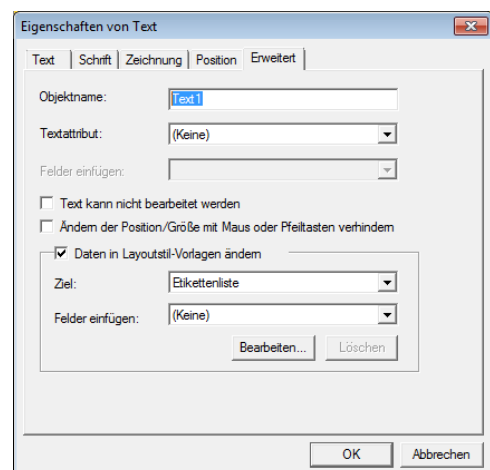 Eigenschaften von Text
Text Schrift Zeichnung Position Erweitert
Objektname: Text1
Textattribut: (Keine)
Felder einfügen:
Text kann nicht bearbeitet werden
Ändern der Position/Größe mit Maus oder Pfeiltasten verhindern
Daten in Layoutstil-Vorlagen ändern
Ziel: Etikettenliste
Felder einfügen: (Keine)
Bearbeiten... Löschen
OK Abbrechen